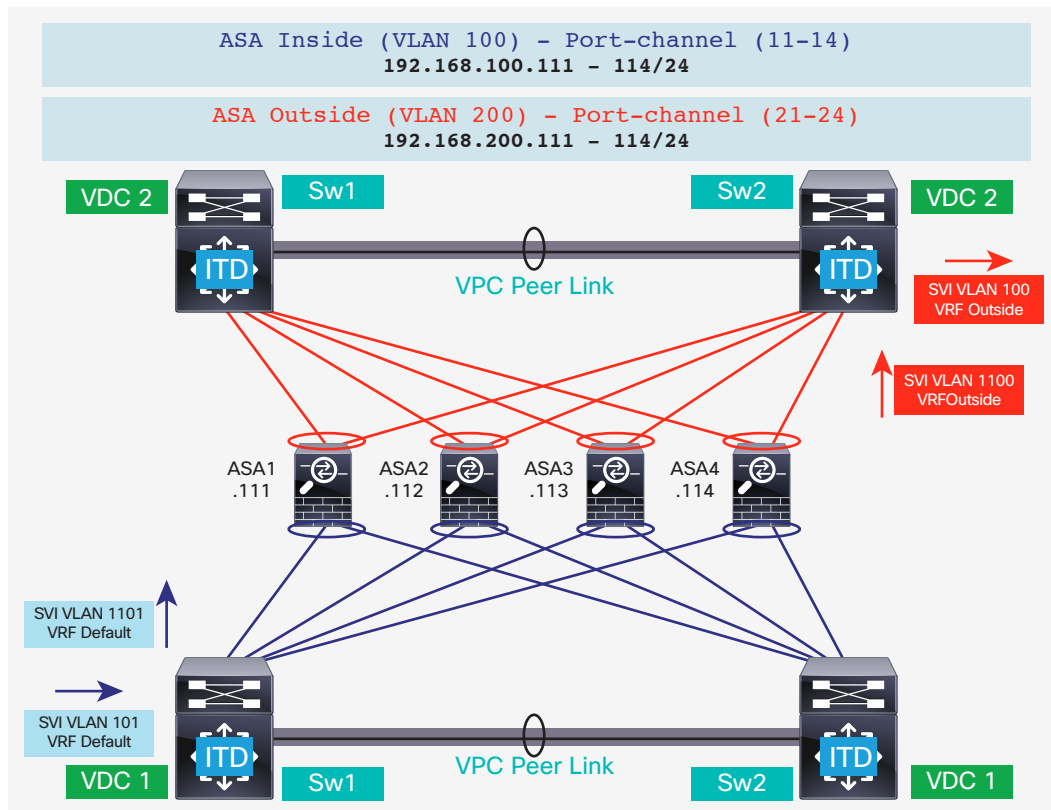 ASA Inside (VLAN 100) - Port-channel (11-14)
192.168.100.111 - 114/24
ASA Outside (VLAN 200) - Port-channel (21-24)
192.168.200.111 - 114/24
VDC 2
Sw1
Sw2
VDC 2
ITD
ITD
VPC Peer Link
SVI VLAN 100
VRF Outside
SVI VLAN 1100
VRFOutside
ASA1
.111
ASA2
.112
ASA3
.113
ASA4
.114
SVI VLAN 1101
VRF Default
SVI VLAN 101
VRF Default
ITD
ITD
VPC Peer Link
VDC 1
Sw1
Sw2
VDC 1